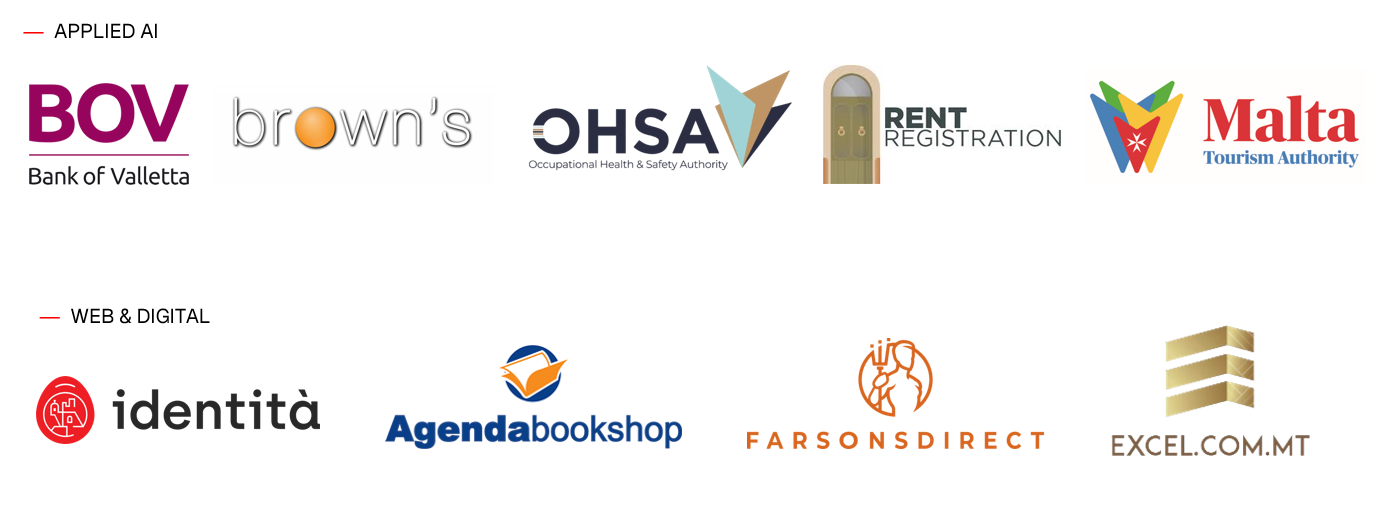 APPLIED AI
BOV
Bank of Valletta
brown's
OHSA
Occupational Health & Safety Authority
RENT
REGISTRATION
Malta
Tourism Authority
WEB & DIGITAL
identità
Agendabookshop
FARSONSDIRECT
EXCEL.COM.MT